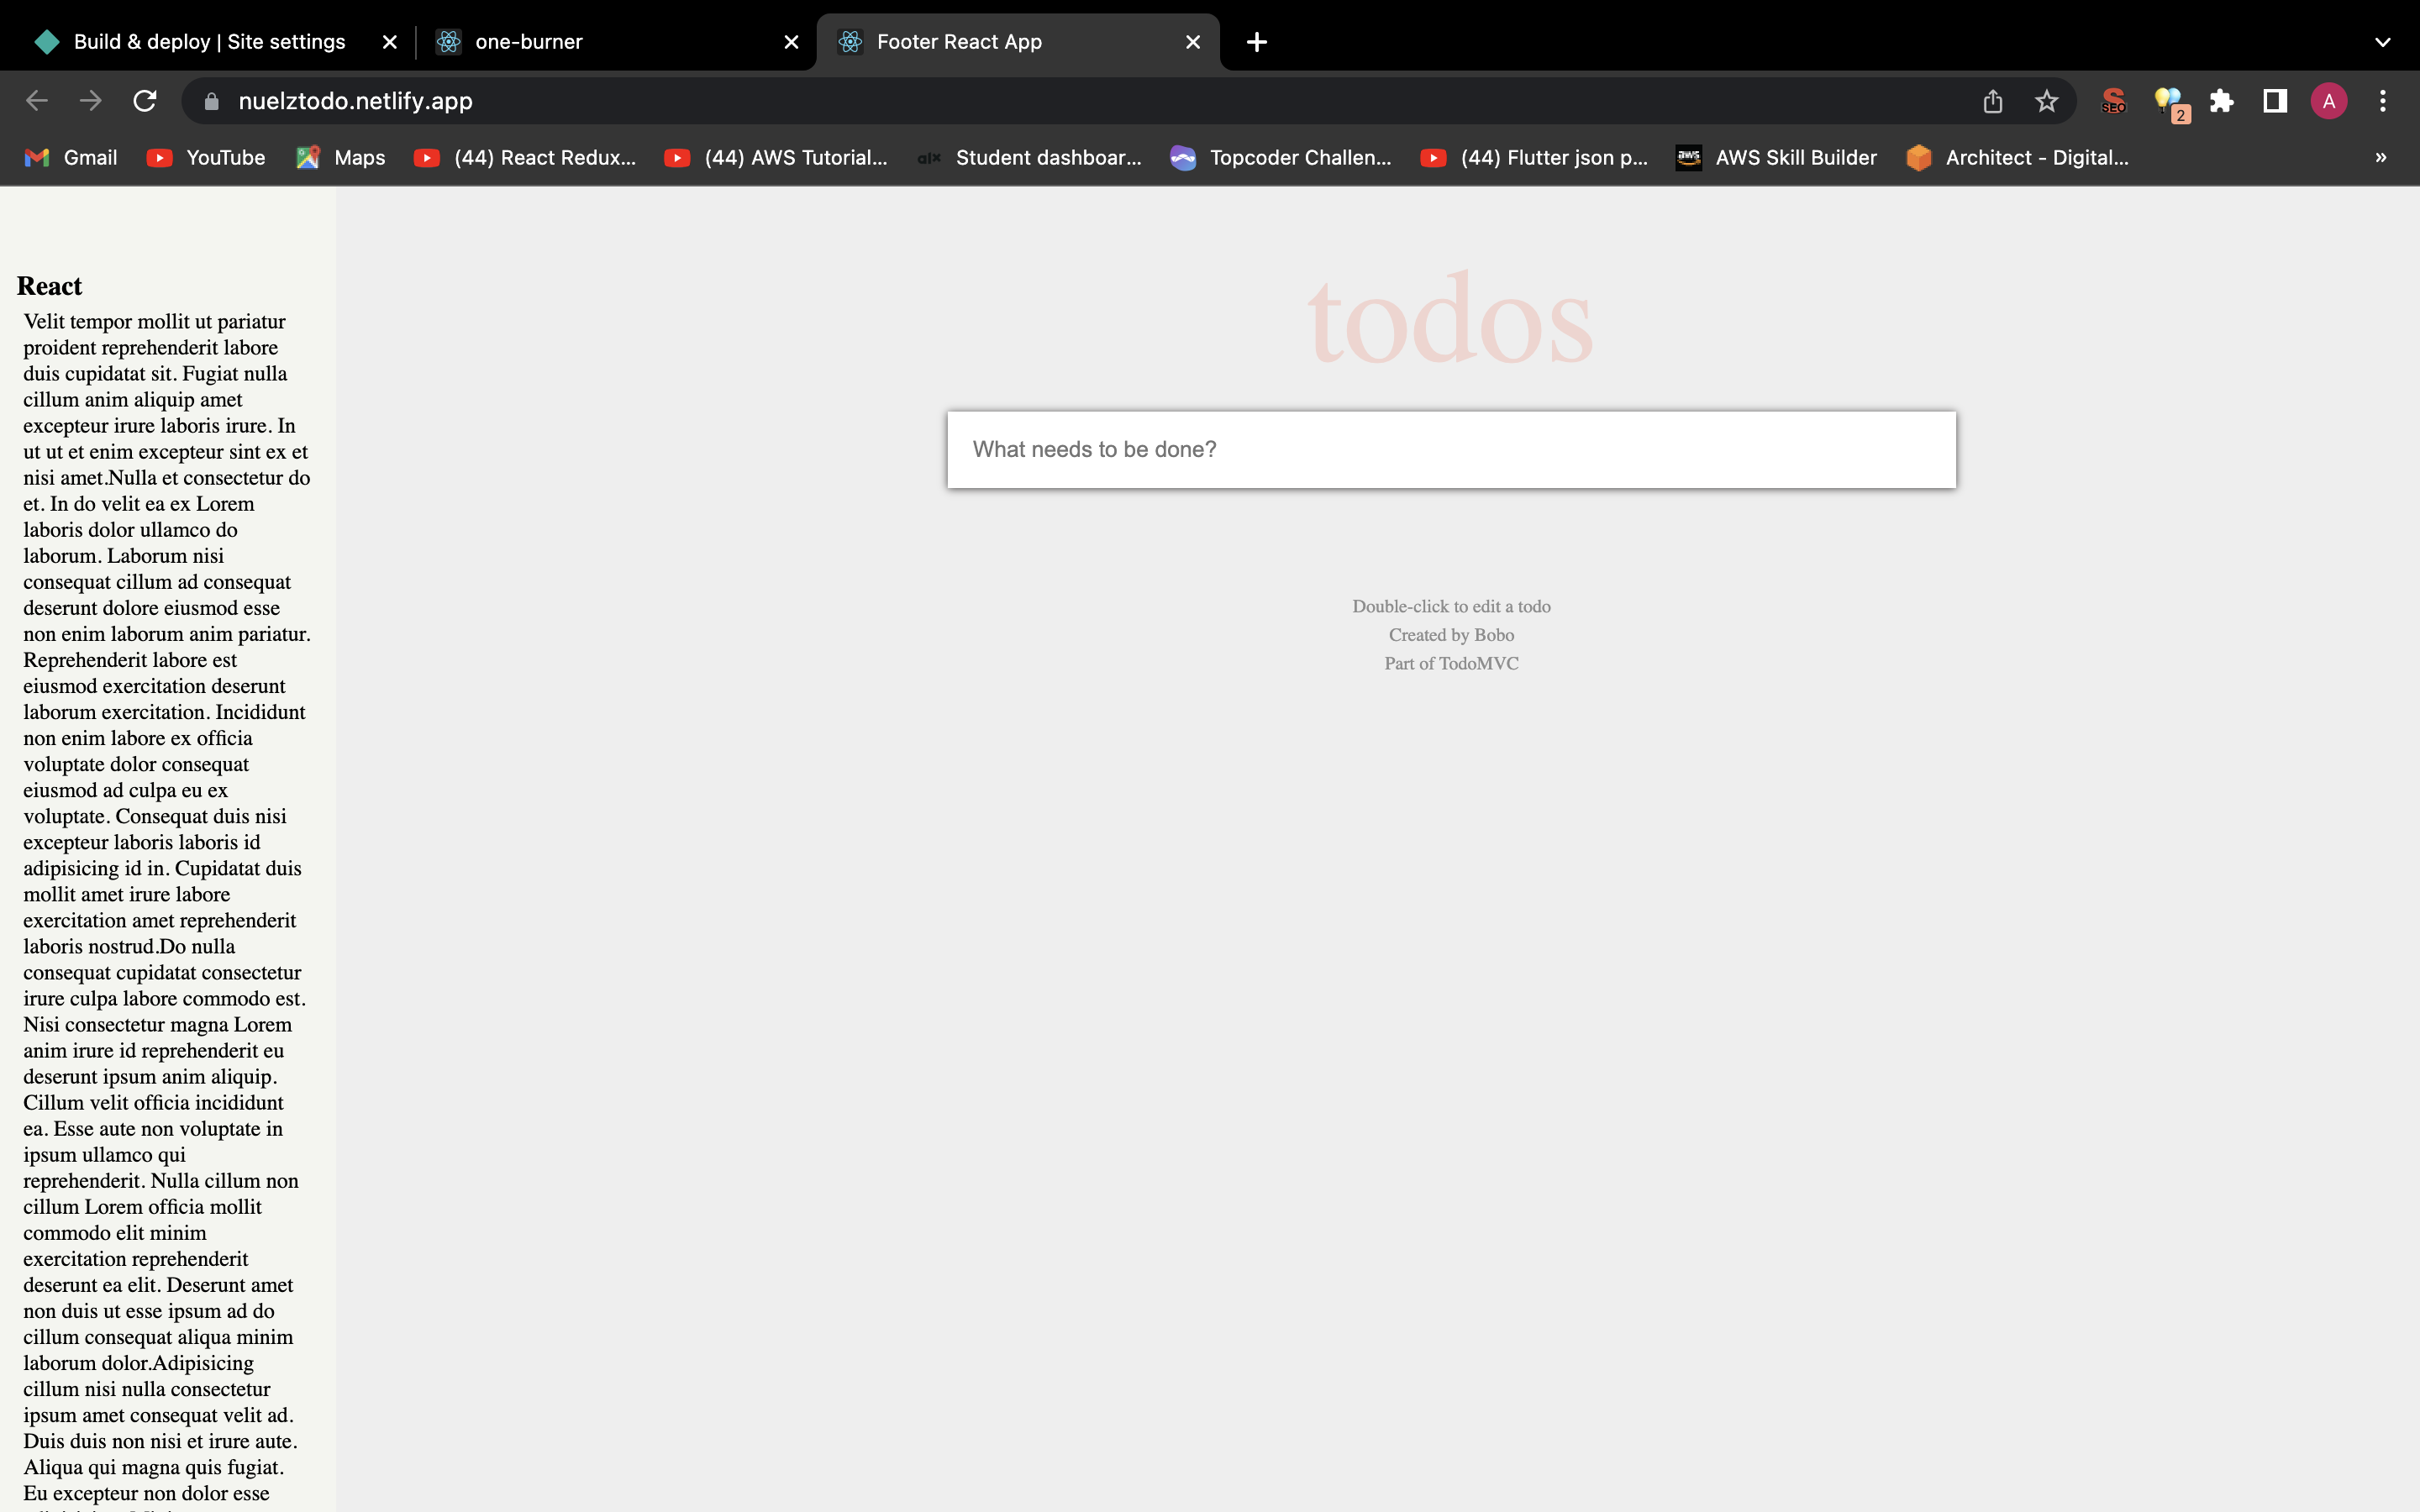 Build & deploy | Site settings
one-burner
Footer React App
nuelztodo.netlify.app
SEO
2
A
Gmail
YouTube
Maps
(44) React Redux...
(44) AWS Tutorial...
alx
Student dashboar...
Topcoder Challen...
(44) Flutter json p...
aws
AWS Skill Builder
Architect - Digital...
»
React
Velit tempor mollit ut pariatur
proident reprehenderit labore
duis cupidatat sit. Fugiat nulla
cillum anim aliquip amet
excepteur irure laboris irure. In
ut ut et enim excepteur sint ex et
nisi amet.Nulla et consectetur do
et. In do velit ea ex Lorem
laboris dolor ullamco do
laborum. Laborum nisi
consequat cillum ad consequat
deserunt dolore eiusmod esse
non enim laborum anim pariatur.
Reprehenderit labore est
eiusmod exercitation deserunt
laborum exercitation. Incididunt
non enim labore ex officia
voluptate dolor consequat
eiusmod ad culpa eu ex
voluptate. Consequat duis nisi
excepteur laboris laboris id
adipisicing id in. Cupidatat duis
mollit amet irure labore
exercitation amet reprehenderit
laboris nostrud.Do nulla
consequat cupidatat consectetur
irure culpa labore commodo est.
Nisi consectetur magna Lorem
anim irure id reprehenderit eu
deserunt ipsum anim aliquip.
Cillum velit officia incididunt
ea. Esse aute non voluptate in
ipsum ullamco qui
reprehenderit. Nulla cillum non
cillum Lorem officia mollit
commodo elit minim
exercitation reprehenderit
deserunt ea elit. Deserunt amet
non duis ut esse ipsum ad do
cillum consequat aliqua minim
laborum dolor.Adipisicing
cillum nisi nulla consectetur
ipsum amet consequat velit ad.
Duis duis non nisi et irure aute.
Aliqua qui magna quis fugiat.
Eu excepteur non dolor esse
todos
What needs to be done?
Double-click to edit a todo
Created by Bobo
Part of TodoMVC